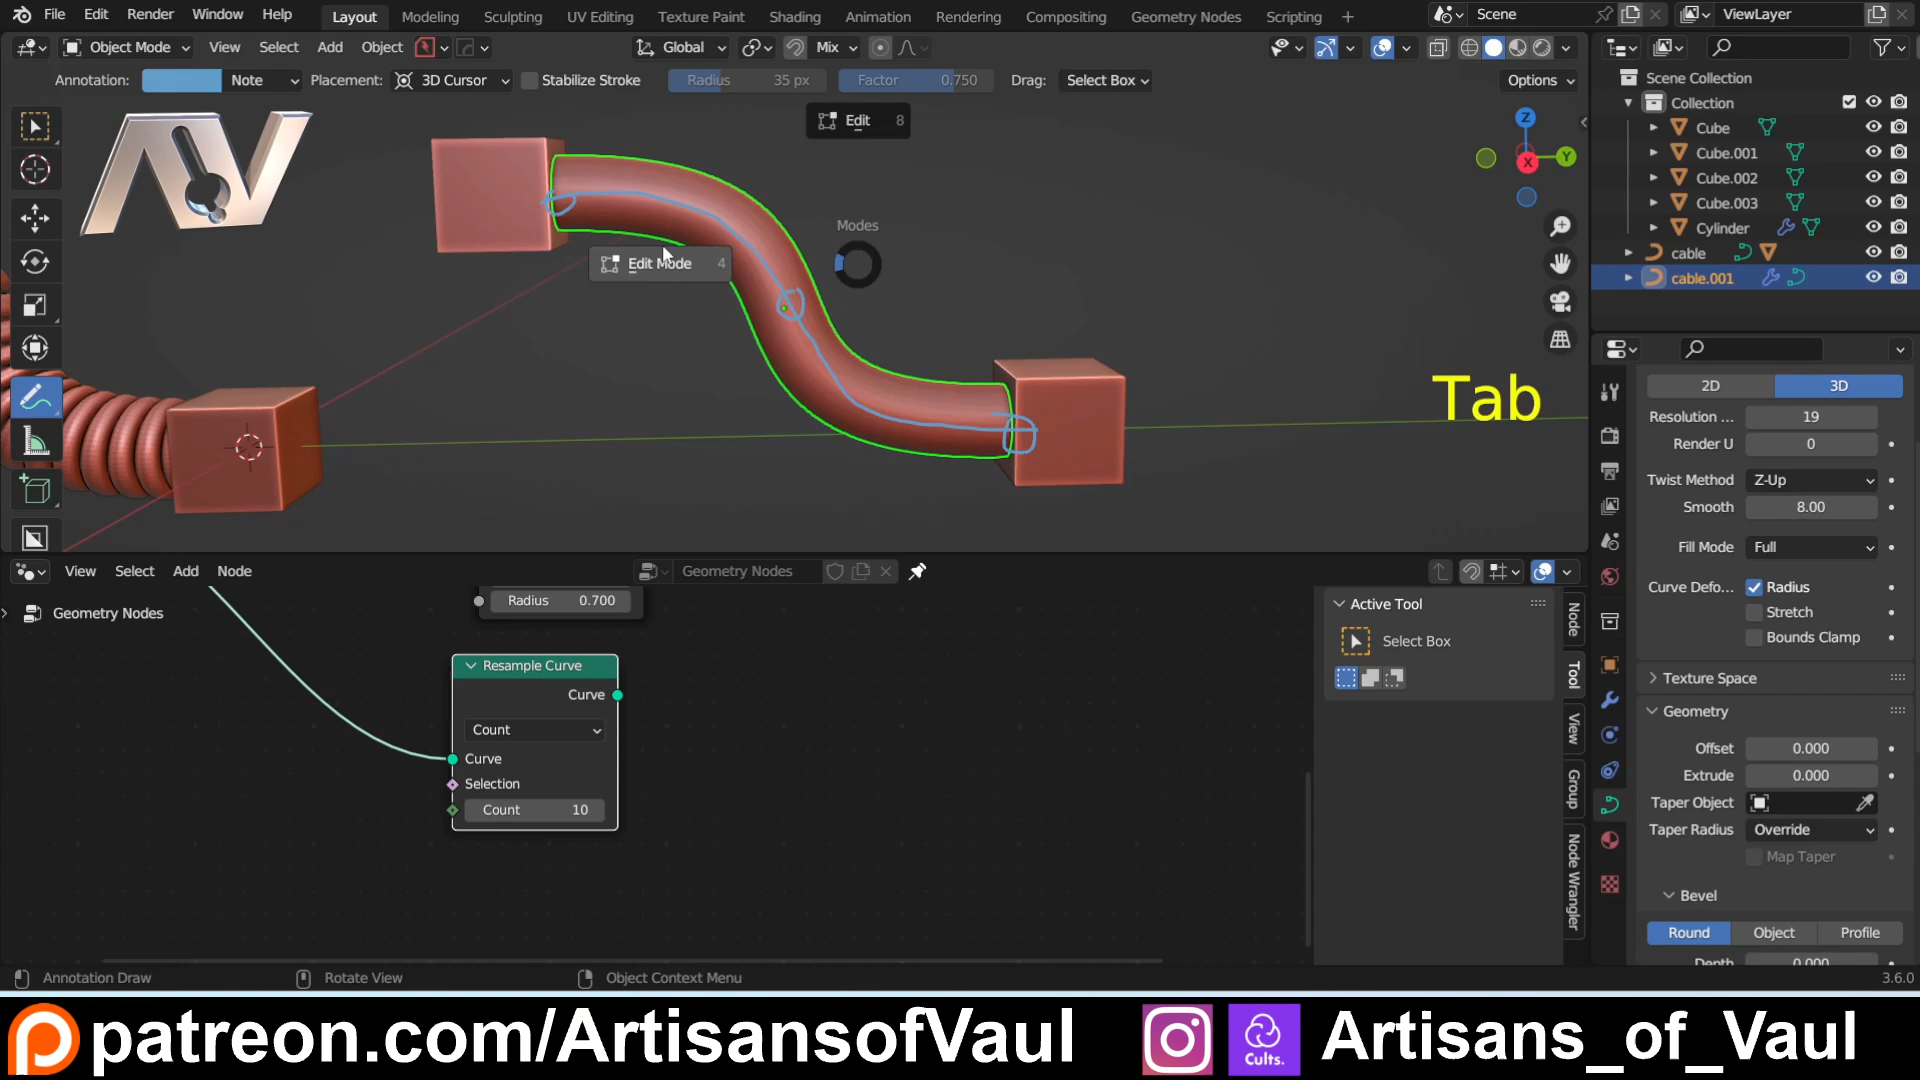 File Edit Render Window Help
Layout Modeling Sculpting UV Editing Texture Paint Shading Animation Rendering Compositing Geometry Nodes Scripting +
Scene
ViewLayer
Object Mode View Select Add Object
Global
Mix
Annotation: Note Placement: 3D Cursor Stabilize Stroke Radius 35 px Factor 0.750 Drag: Select Box
Options
Edit 8
Modes
Edit Mode 4
Z
Y
X
Tab
Scene Collection
Collection
Cube
Cube.001
Cube.002
Cube.003
Cylinder
cable
cable.001
2D 3D
Resolution ... 19
Render U 0
Twist Method Z-Up
Smooth 8.00
Fill Mode Full
Curve Defo... Radius
Stretch
Bounds Clamp
Texture Space
Geometry
Offset 0.000
Extrude 0.000
Taper Object
Taper Radius Override
Map Taper
Bevel
Round Object Profile
Depth 0.000
View Select Add Node
Geometry Nodes
Geometry Nodes
Radius 0.700
Resample Curve
Curve
Count
Curve
Selection
Count 10
Active Tool
Select Box
Node
Tool
View
Group
Node Wrangler
Annotation Draw Rotate View Object Context Menu
3.6.0
patreon.com/ArtisansofVaul
Cults.
Artisans_of_Vaul